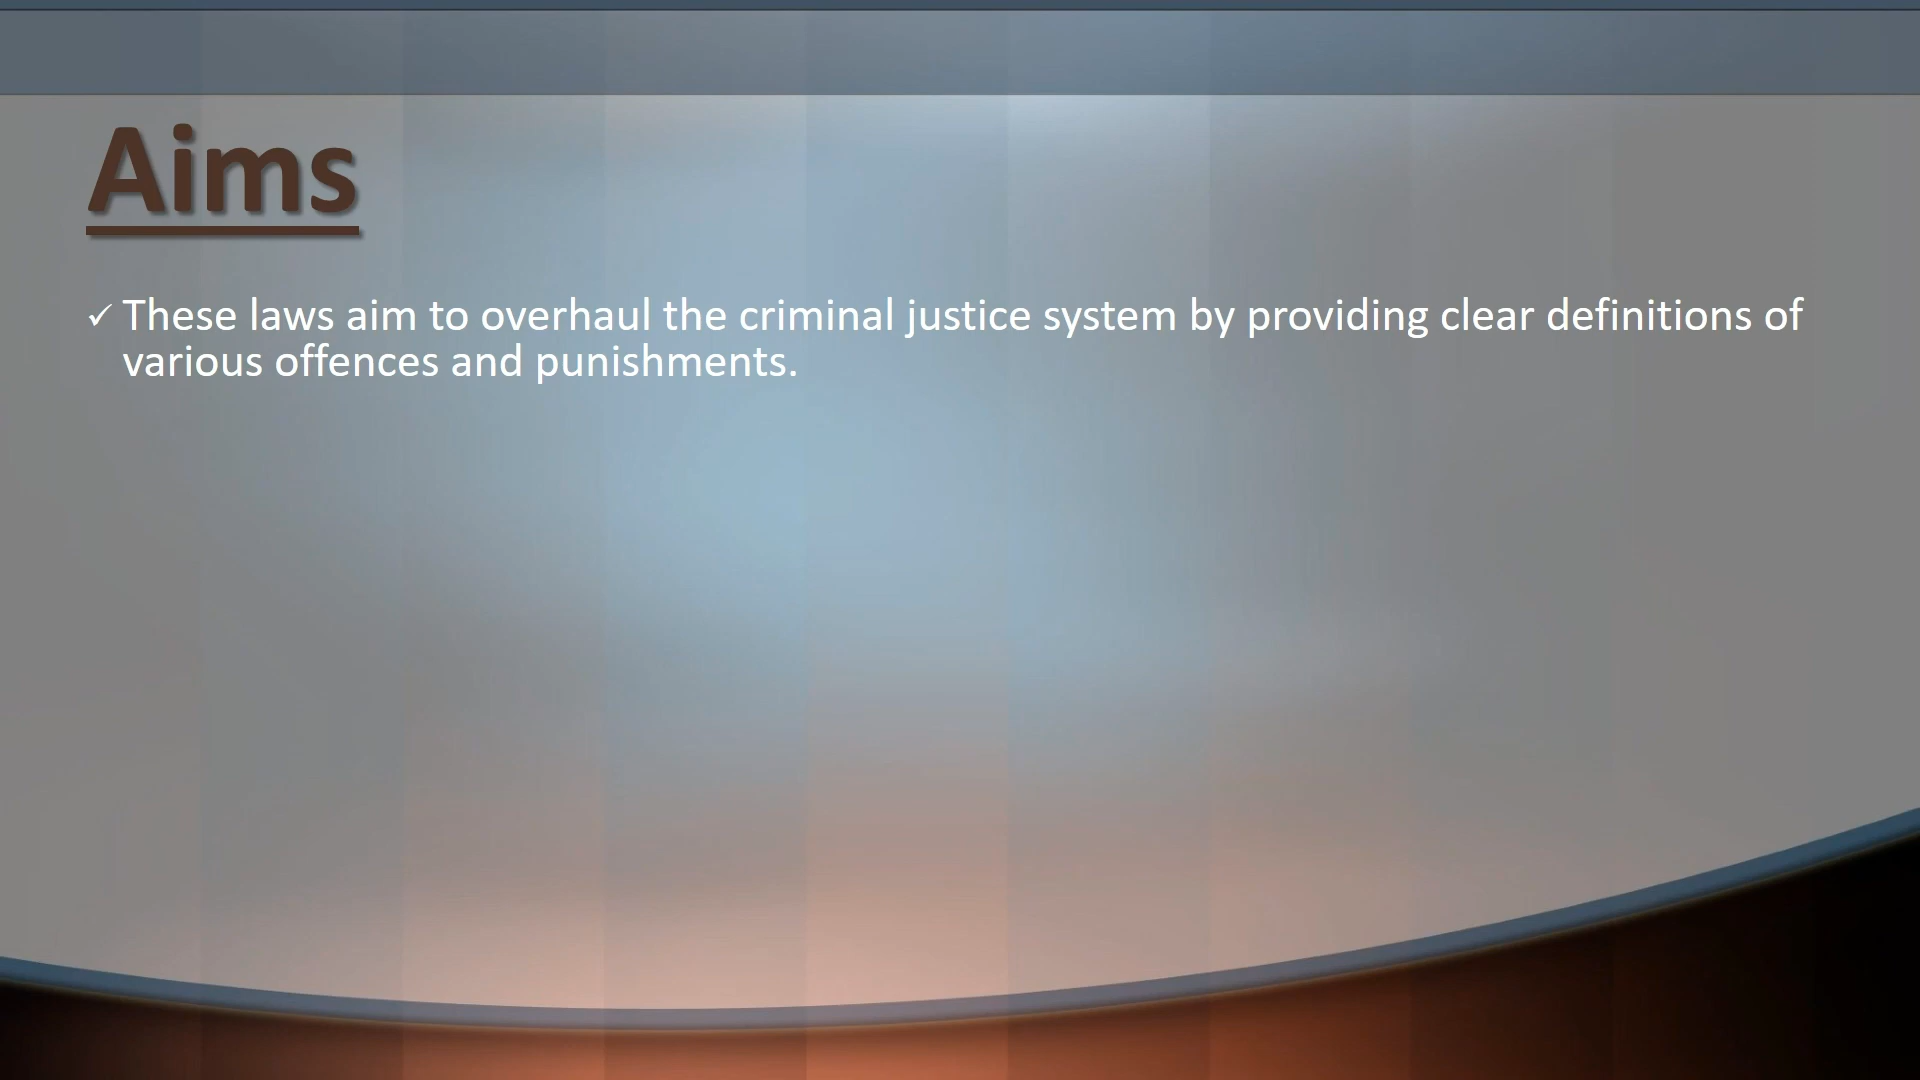 Aims
✓ These laws aim to overhaul the criminal justice system by providing clear definitions of
various offences and punishments.